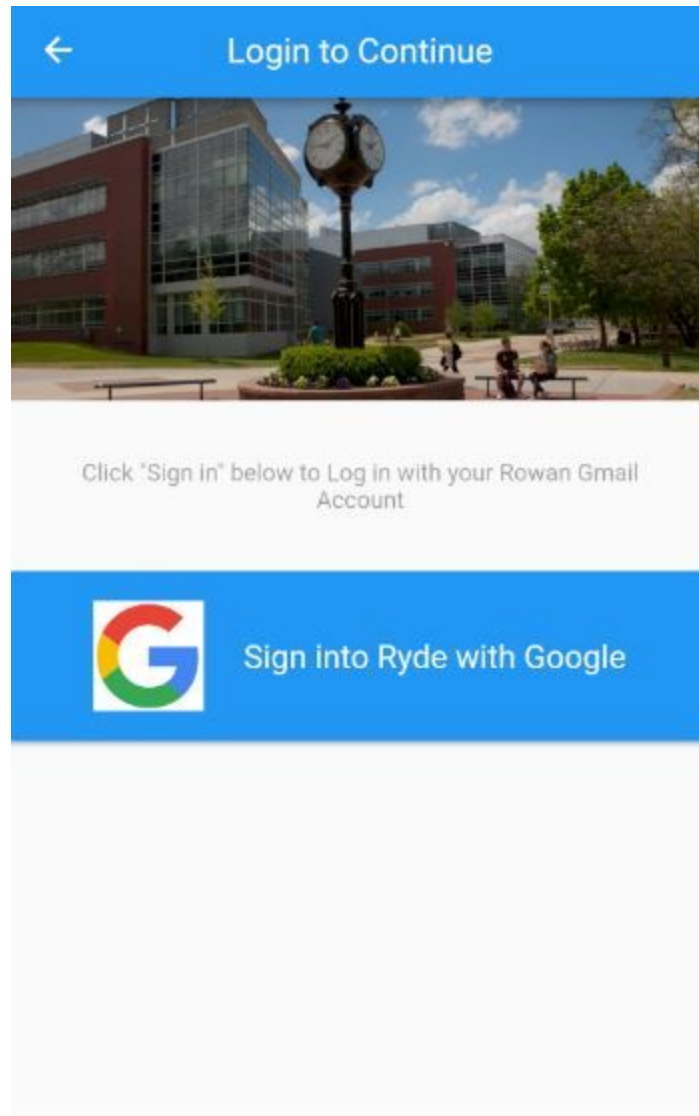 Login to Continue
Click "Sign in" below to Log in with your Rowan Gmail
Account
Sign into Ryde with Google